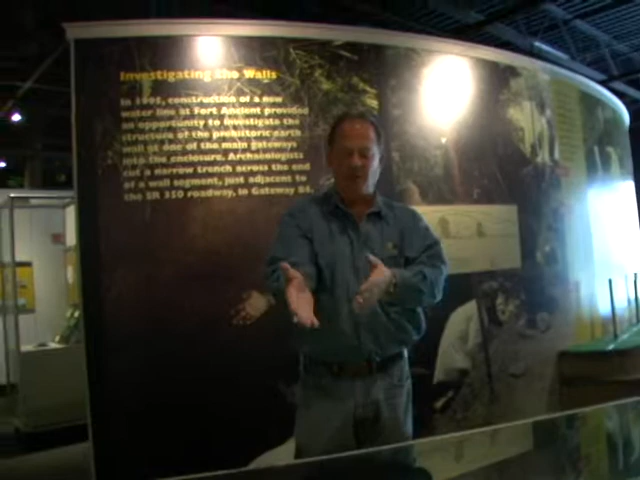 Investigating the Walls
In 1995, construction of a new
water line at Fort Ancient provided
an opportunity to investigate the
structure of the prehistoric earth
wall at one of the main gateways
into the enclosure. Archaeologists
cut a narrow trench across the end
of a wall segment, just adjacent to
the SR 350 roadway, in Gateway 84.